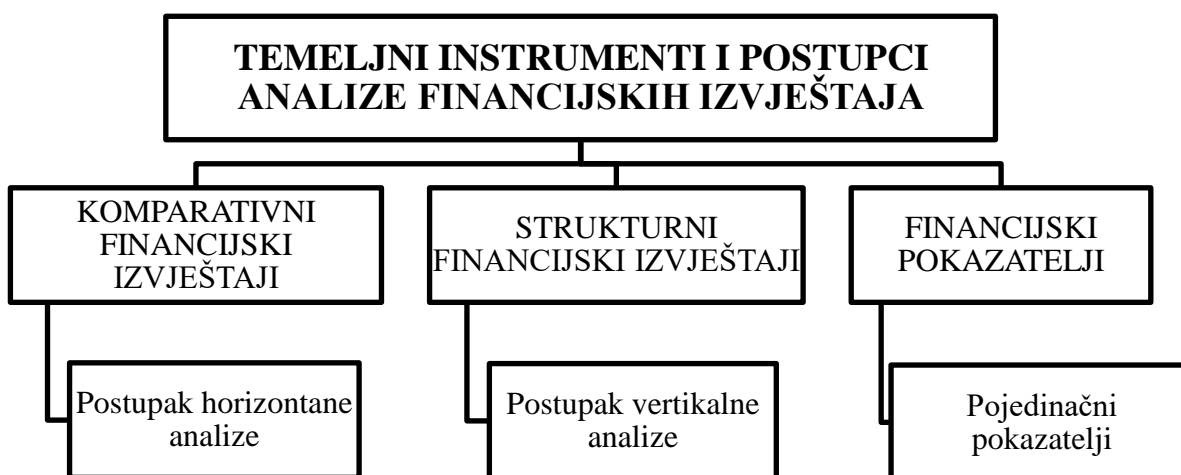 TEMELJNI INSTRUMENTI I POSTUPCI
ANALIZE FINANCIJSKIH IZVJEŠTAJA
KOMPARATIVNI
FINANCIJSKI
IZVJEŠTAJI
STRUKTURNI
FINANCIJSKI IZVJEŠTAJI
FINANCIJSKI
POKAZATELJI
Postupak horizontane
analize
Postupak vertikalne
analize
Pojedinačni
pokazatelji